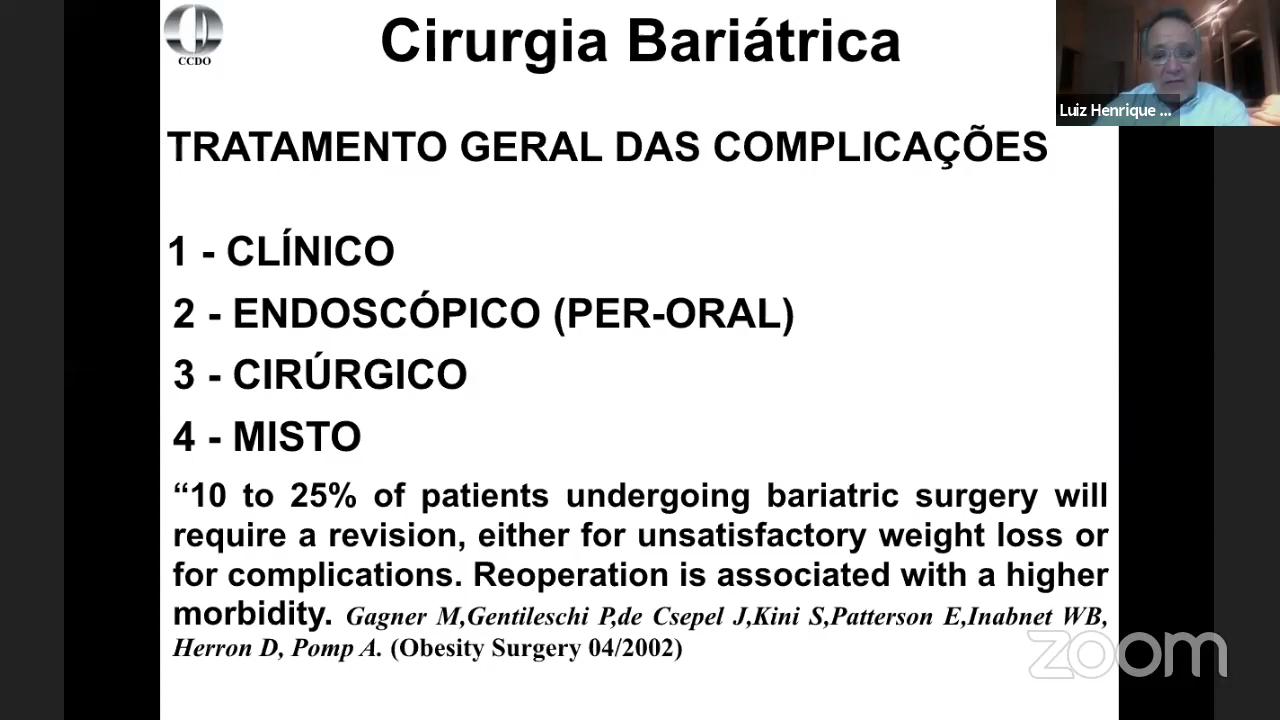 CCDO
Cirurgia Bariátrica
Luiz Henrique ...
TRATAMENTO GERAL DAS COMPLICAÇÕES
1 - CLÍNICO
2 - ENDOSCÓPICO (PER-ORAL)
3 - CIRÚRGICO
4 - MISTO
“10 to 25% of patients undergoing bariatric surgery will
require a revision, either for unsatisfactory weight loss or
for complications. Reoperation is associated with a higher
morbidity. Gagner M,Gentileschi P,de Csepel J,Kini S,Patterson E,Inabnet WB,
Herron D, Pomp A. (Obesity Surgery 04/2002)
zoom